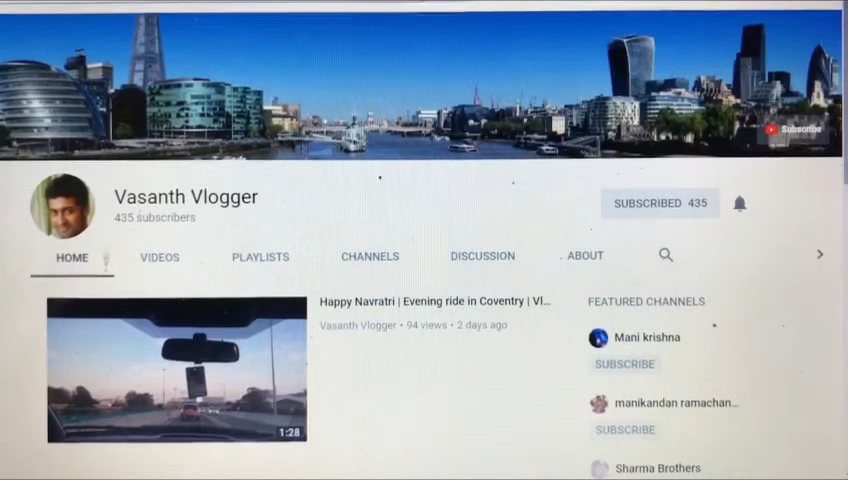 Subscribe
Vasanth Vlogger
435 subscribers
SUBSCRIBED 435
HOME VIDEOS PLAYLISTS CHANNELS DISCUSSION ABOUT
Happy Navratri | Evening ride in Coventry | Vl...
Vasanth Vlogger • 94 views • 2 days ago
1:28
FEATURED CHANNELS
Mani krishna
SUBSCRIBE
manikandan ramachan...
SUBSCRIBE
Sharma Brothers